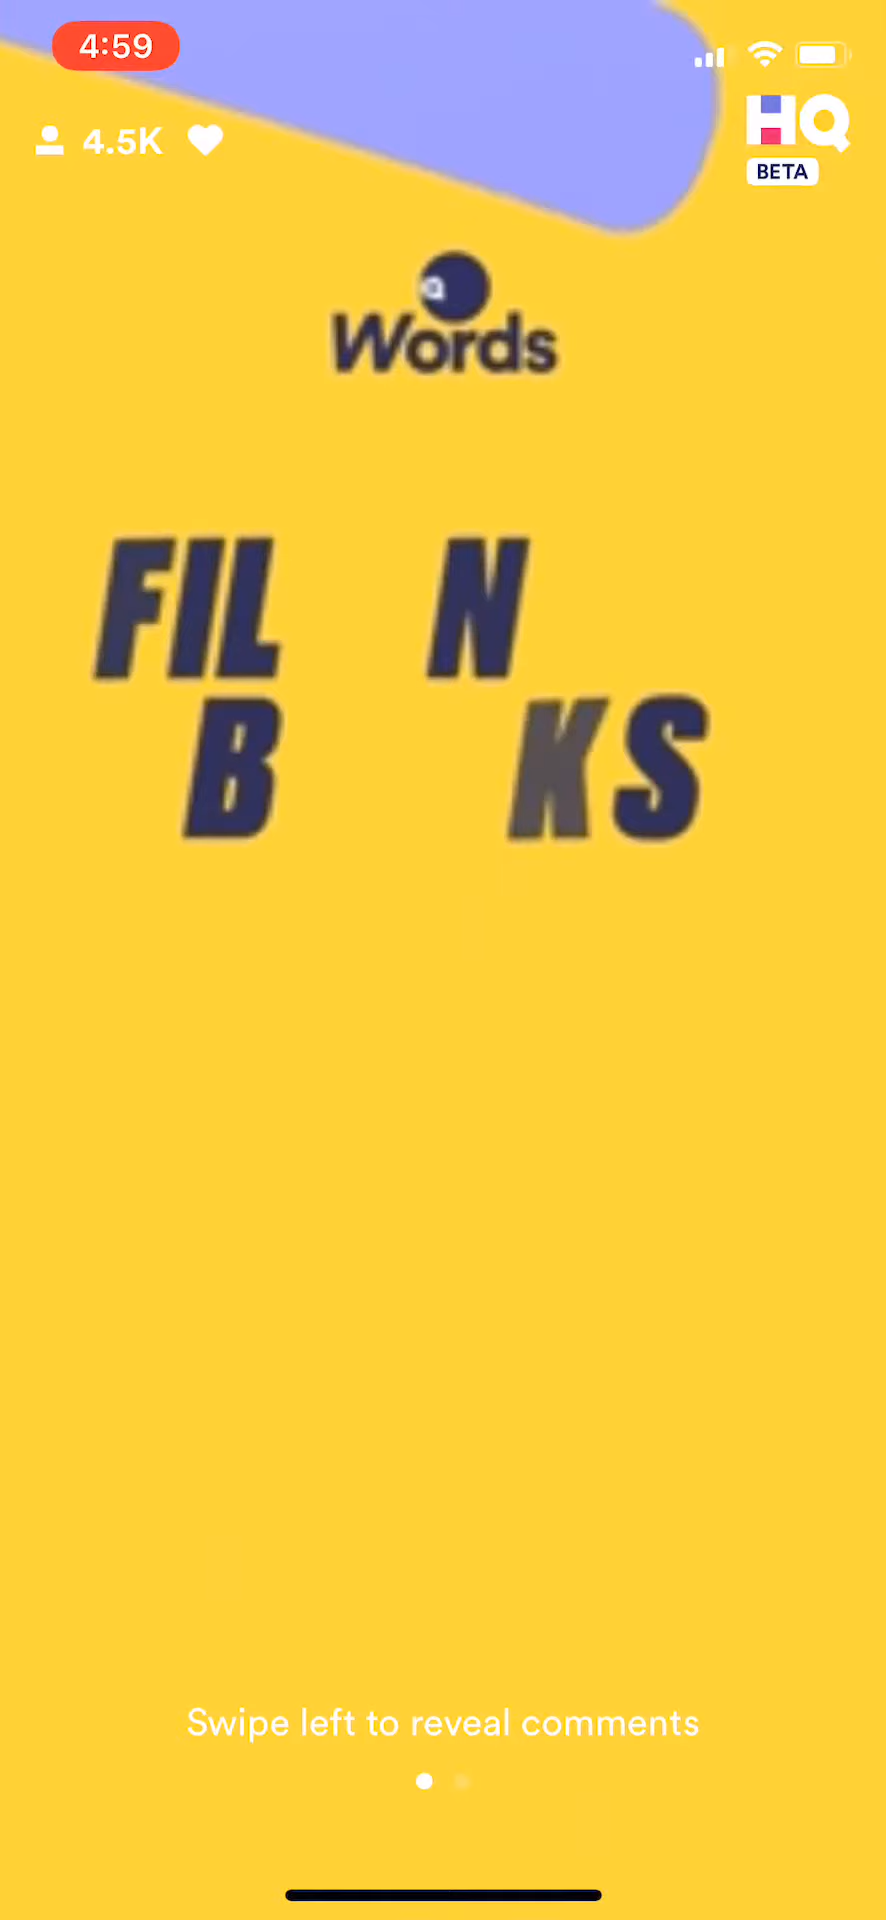 4:59
4.5K
HQ
BETA
Words
FIL N
B KS
Swipe left to reveal comments